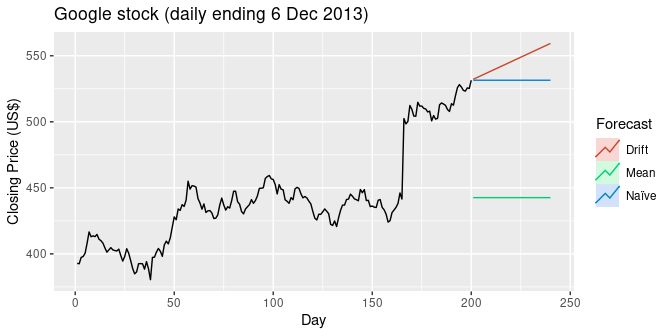 Google stock (daily ending 6 Dec 2013)
Closing Price (US$)
550
500
450
400
0 50 100 150 200 250
Day
Forecast
Drift
Mean
Naïve